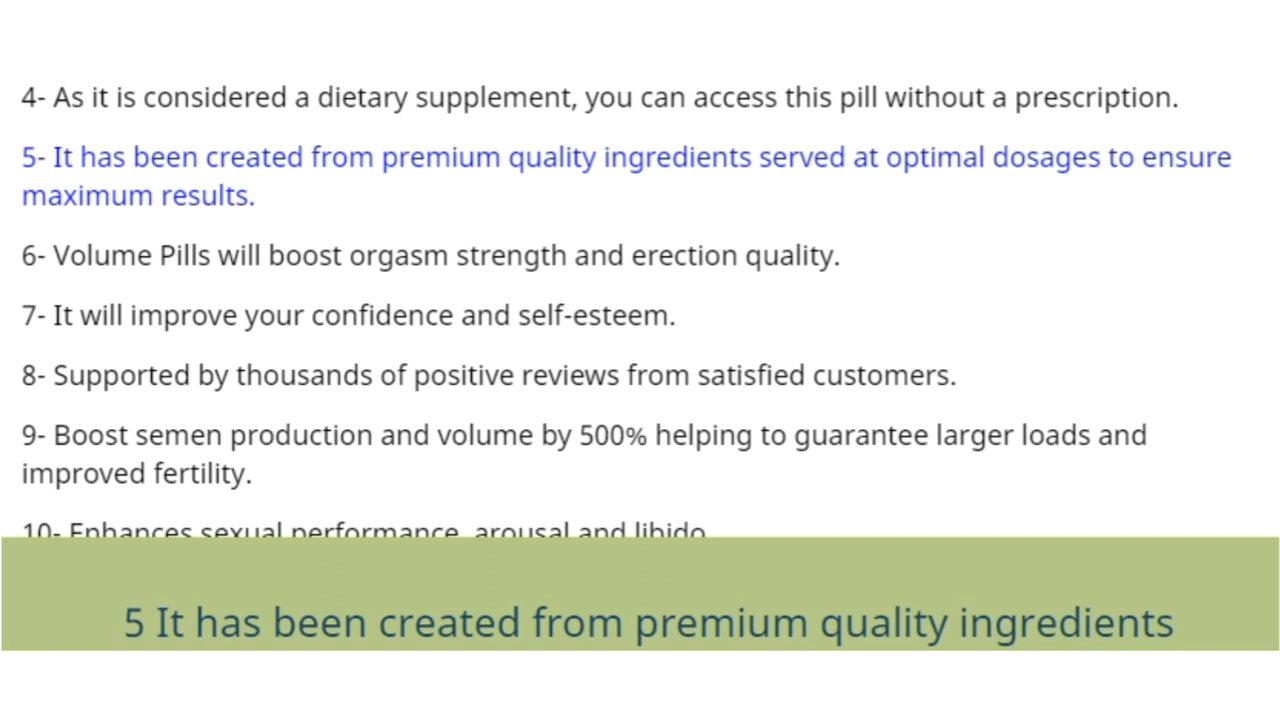 4- As it is considered a dietary supplement, you can access this pill without a prescription.
5- It has been created from premium quality ingredients served at optimal dosages to ensure
maximum results.
6- Volume Pills will boost orgasm strength and erection quality.
7- It will improve your confidence and self-esteem.
8- Supported by thousands of positive reviews from satisfied customers.
9- Boost semen production and volume by 500% helping to guarantee larger loads and
improved fertility.
10- Enhances sexual performance, arousal and libido
5 It has been created from premium quality ingredients